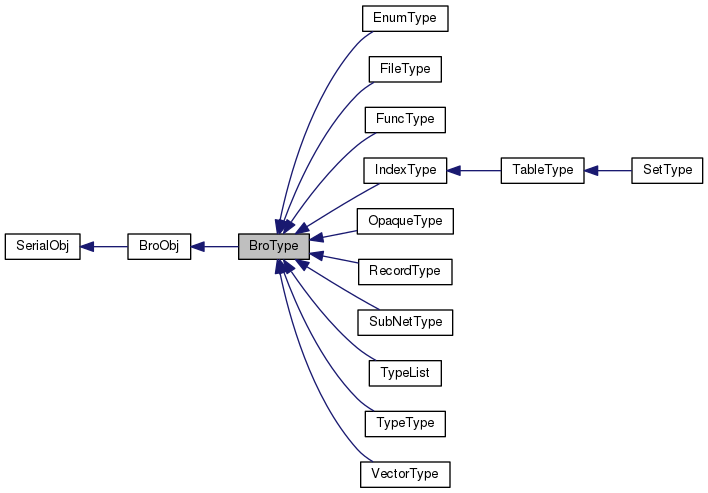 EnumType
FileType
FuncType
IndexType
TableType
SetType
OpaqueType
SerialObj
BroObj
BroType
RecordType
SubNetType
TypeList
TypeType
VectorType